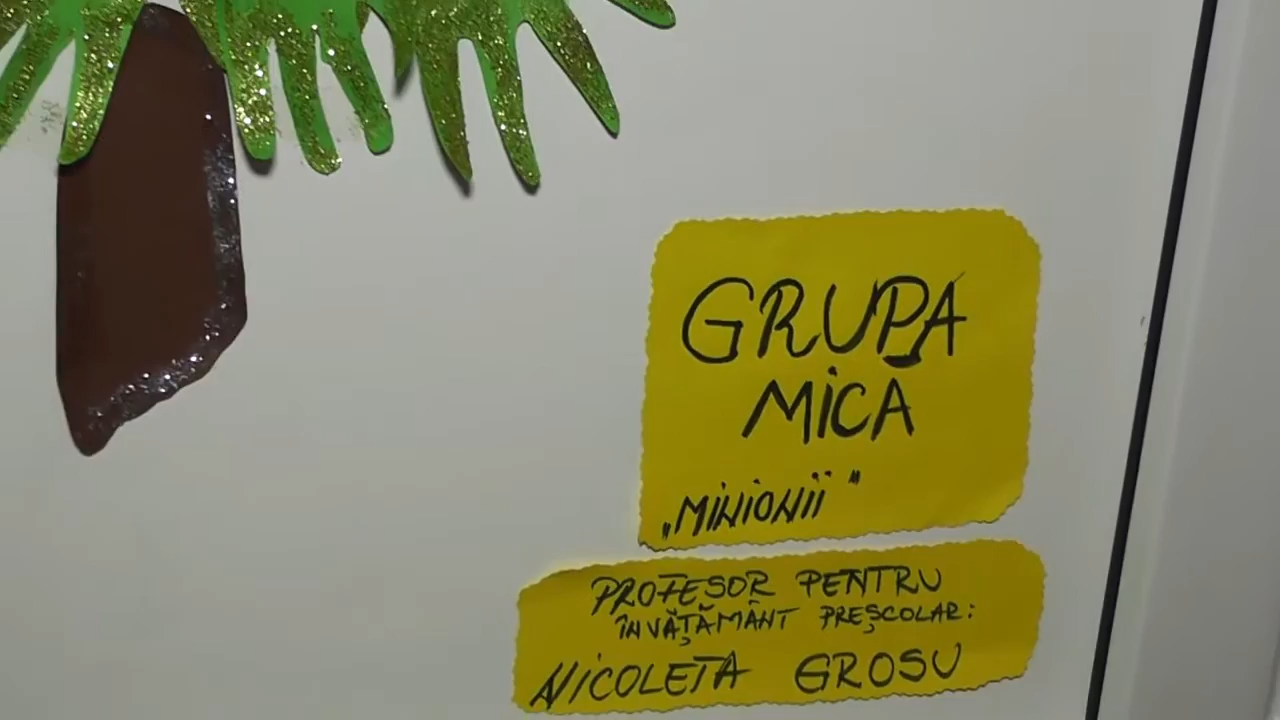 GRUPA
MICA
„MINIONII”
PROFESOR PENTRU
ÎNVĂȚĂMÂNT PREȘCOLAR:
NICOLETA GROSU